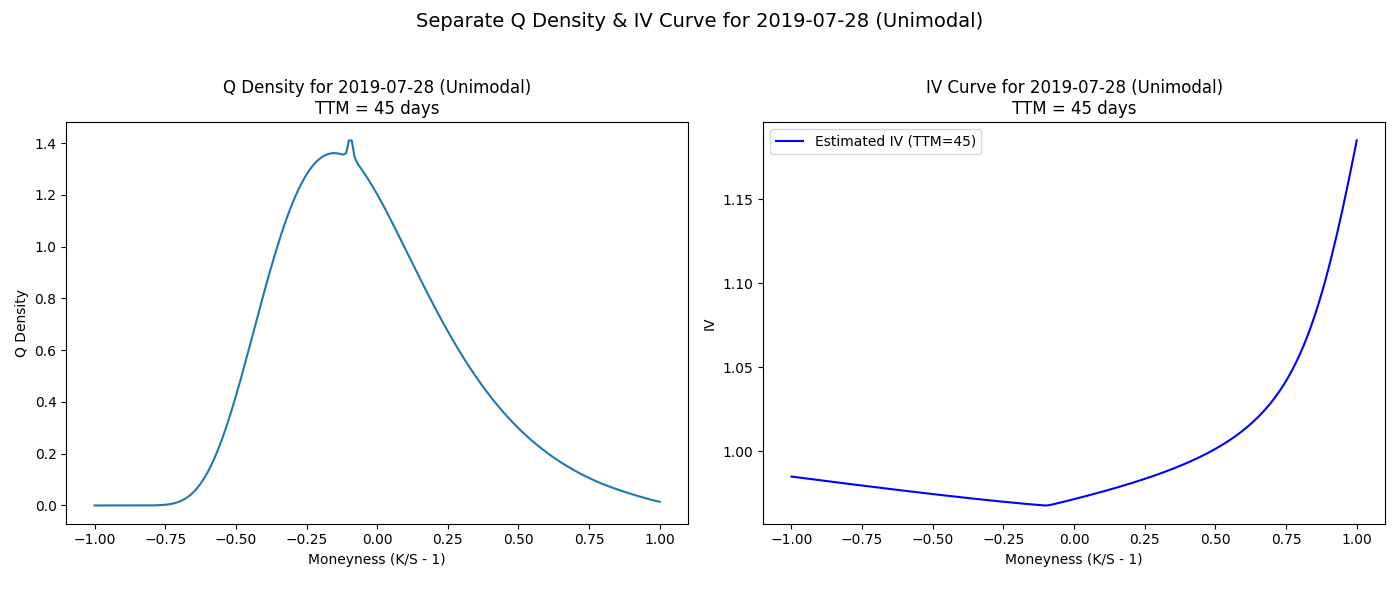 Separate Q Density & IV Curve for 2019-07-28 (Unimodal)
Q Density for 2019-07-28 (Unimodal)
TTM = 45 days
1.4
1.2
1.0
0.8
0.6
0.4
0.2
0.0
Q Density
−1.00 −0.75 −0.50 −0.25 0.00 0.25 0.50 0.75 1.00
Moneyness (K/S - 1)
IV Curve for 2019-07-28 (Unimodal)
TTM = 45 days
Estimated IV (TTM=45)
1.15
1.10
1.05
1.00
IV
−1.00 −0.75 −0.50 −0.25 0.00 0.25 0.50 0.75 1.00
Moneyness (K/S - 1)